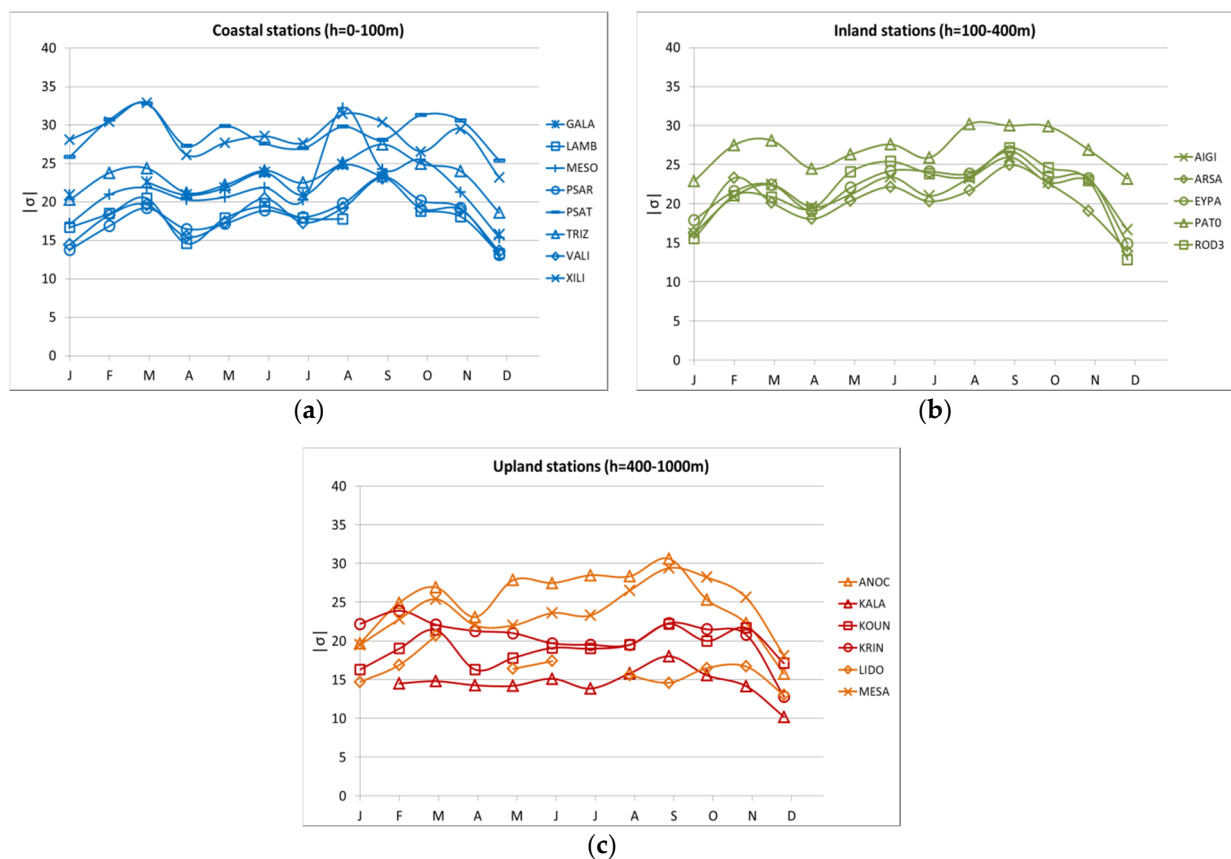 Coastal stations (h=0-100m)
40
35
30
25
20
15
10
5
0
|σ|
J F M A M J J A S O N D
GALA
LAMB
MESO
PSAR
PSAT
TRIZ
VALI
XILI
(a)
Inland stations (h=100-400m)
40
35
30
25
20
15
10
5
0
|σ|
J F M A M J J A S O N D
AIGI
ARSA
EYPA
PAT0
ROD3
(b)
Upland stations (h=400-1000m)
40
35
30
25
20
15
10
5
0
|σ|
J F M A M J J A S O N D
ANOC
KALA
KOUN
KRIN
LIDO
MESA
(c)